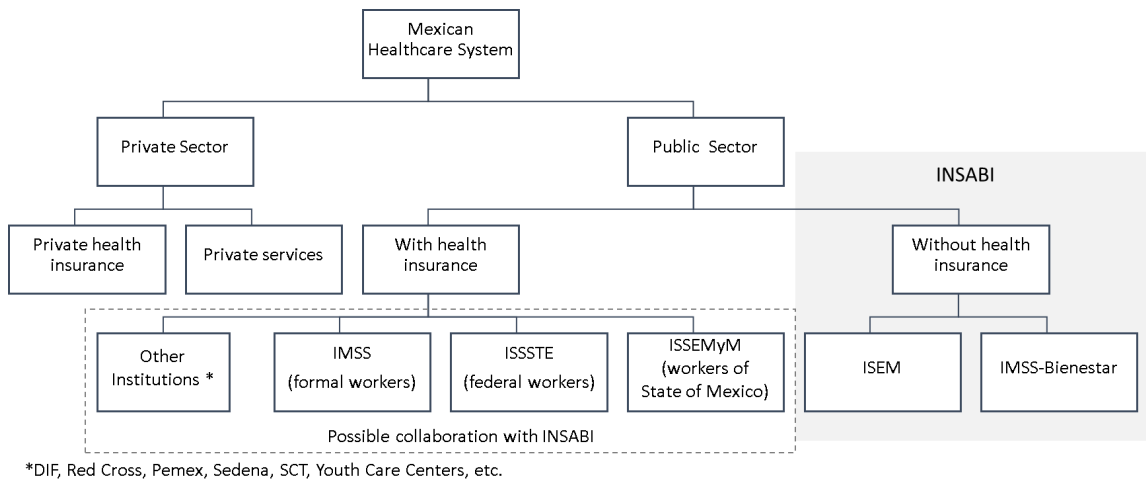 Mexican
Healthcare System
Private Sector
Public Sector
INSABI
Private health
insurance
Private services
With health
insurance
Without health
insurance
Other
Institutions *
IMSS
(formal workers)
ISSSTE
(federal workers)
ISSEMyM
(workers of
State of Mexico)
ISEM
IMSS-Bienestar
Possible collaboration with INSABI
*DIF, Red Cross, Pemex, Sedena, SCT, Youth Care Centers, etc.